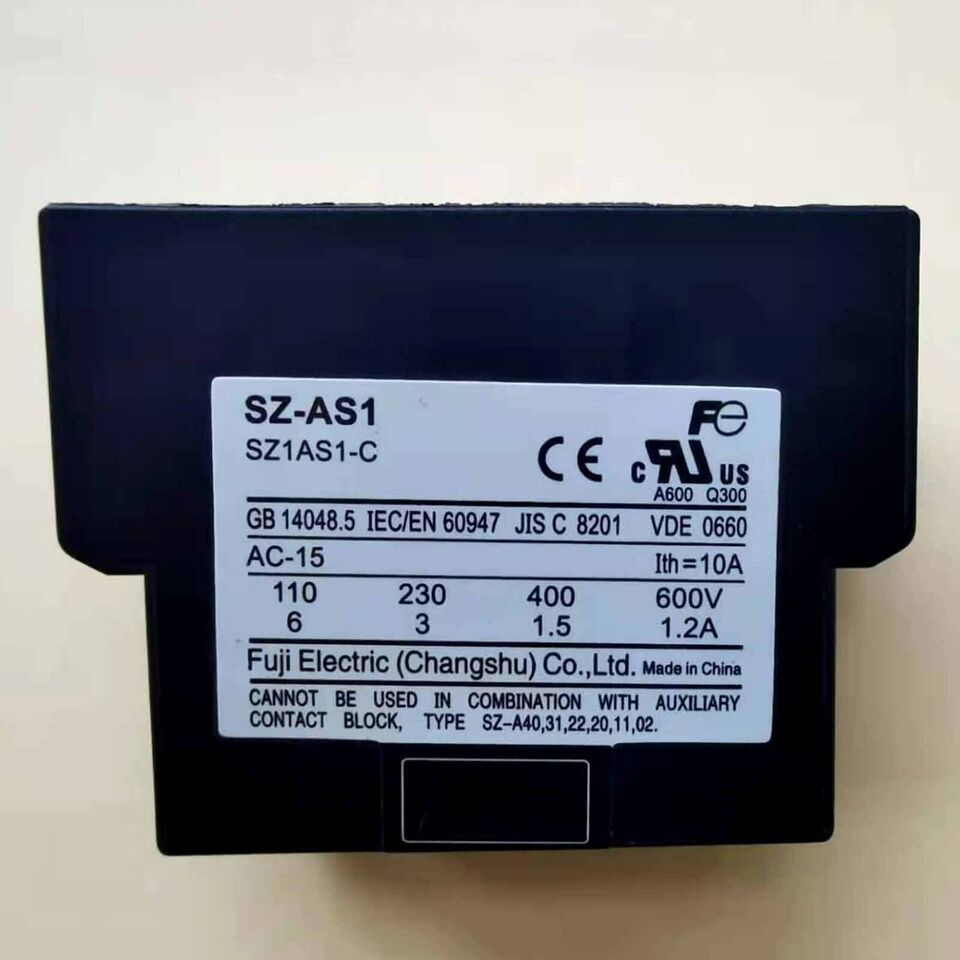 SZ-AS1
SZ1AS1-C
Fe
CE c RU US
A600 Q300
GB 14048.5 IEC/EN 60947 JIS C 8201 VDE 0660
AC-15 Ith=10A
110 230 400 600V
6 3 1.5 1.2A
Fuji Electric (Changshu) Co.,Ltd. Made in China
CANNOT BE USED IN COMBINATION WITH AUXILIARY
CONTACT BLOCK, TYPE SZ-A40,31,22,20,11,02.